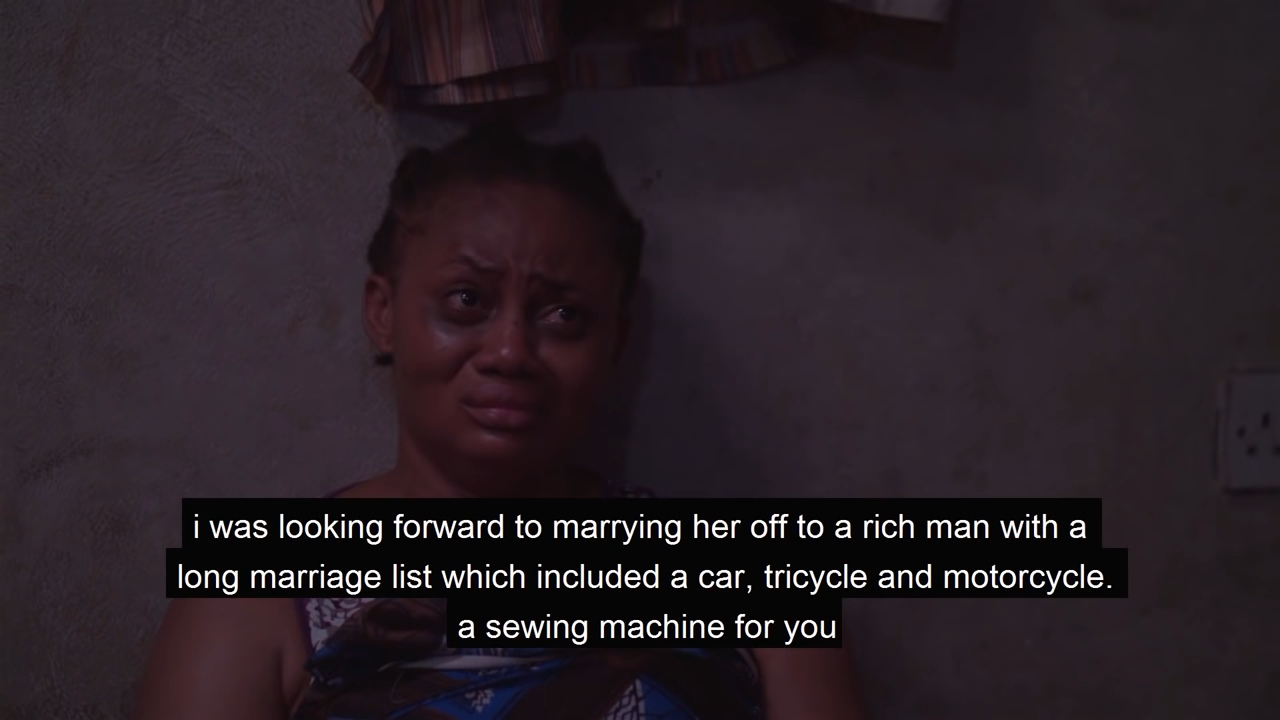 i was looking forward to marrying her off to a rich man with a
long marriage list which included a car, tricycle and motorcycle.
a sewing machine for you